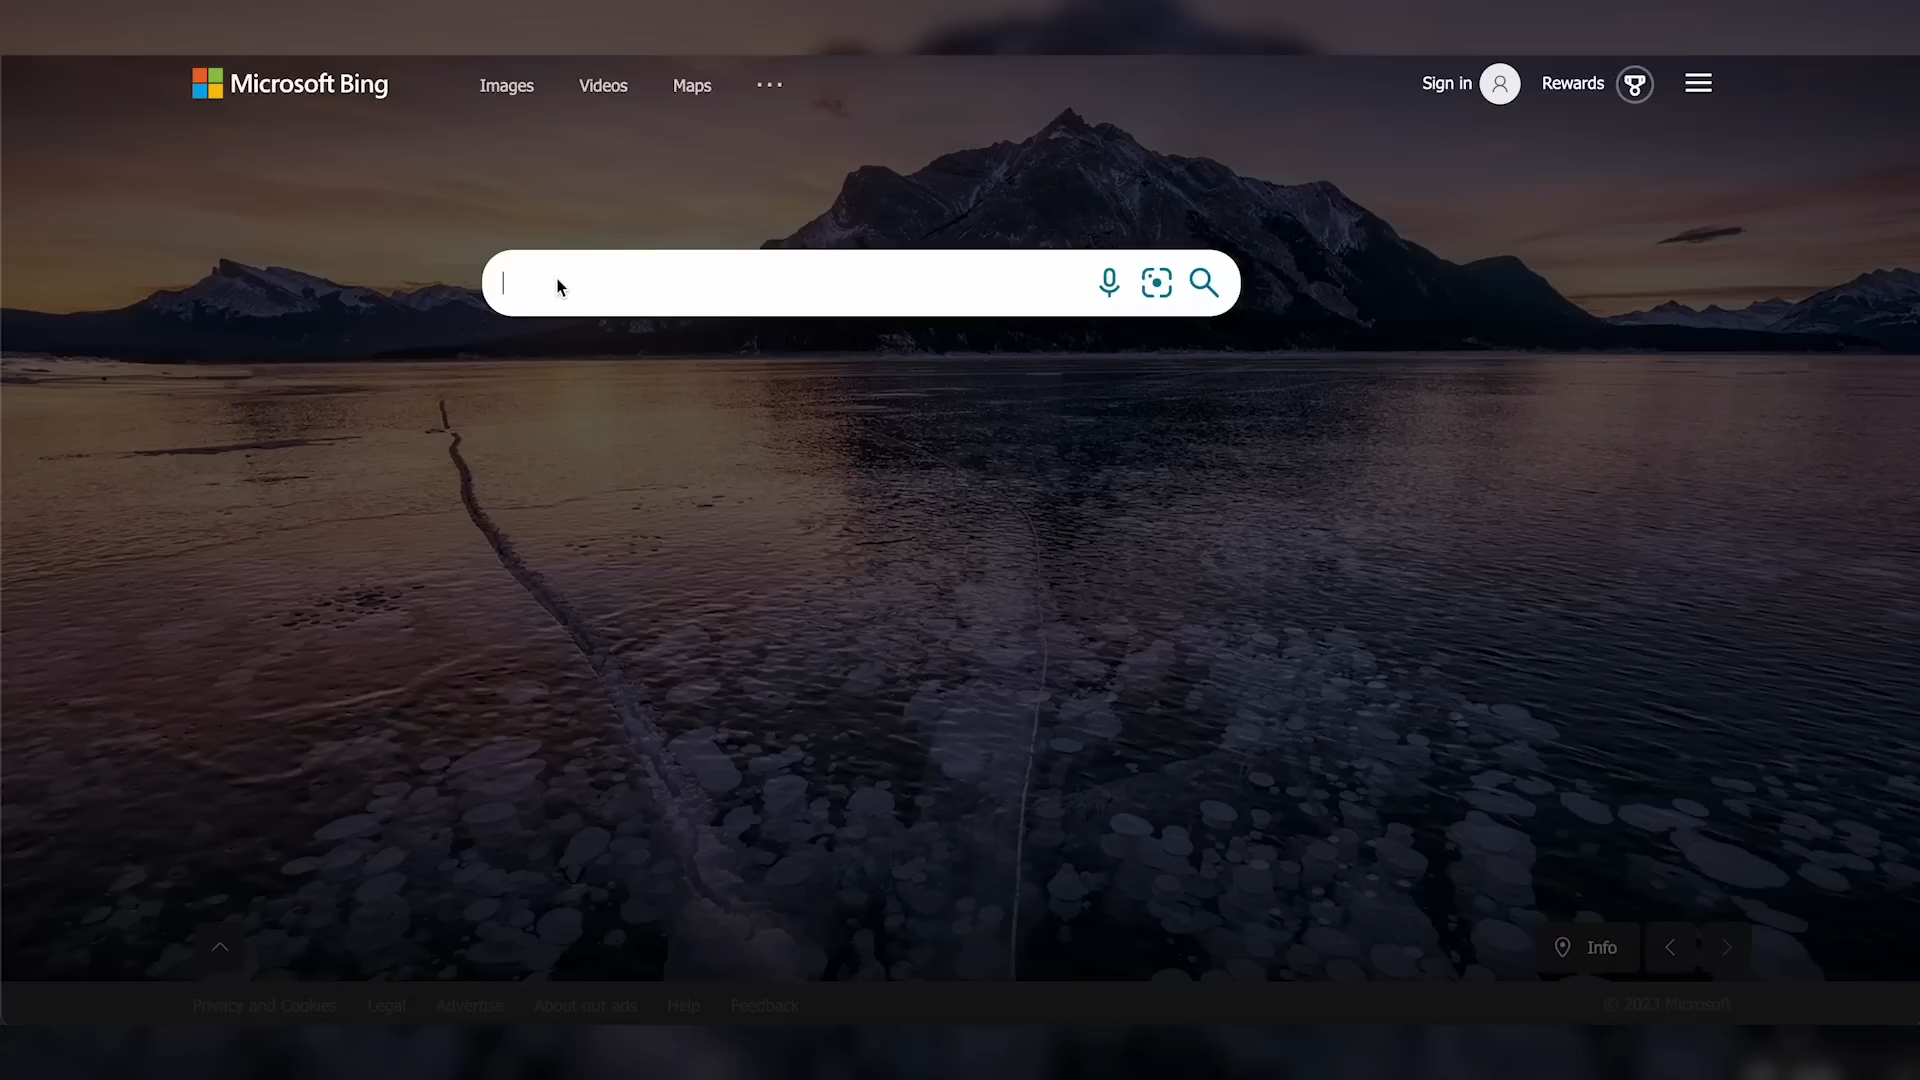 Microsoft Bing
Images
Videos
Maps
Sign in
Rewards
Info
Privacy and Cookies
Legal
Advertise
About our ads
Help
Feedback
© 2023 Microsoft